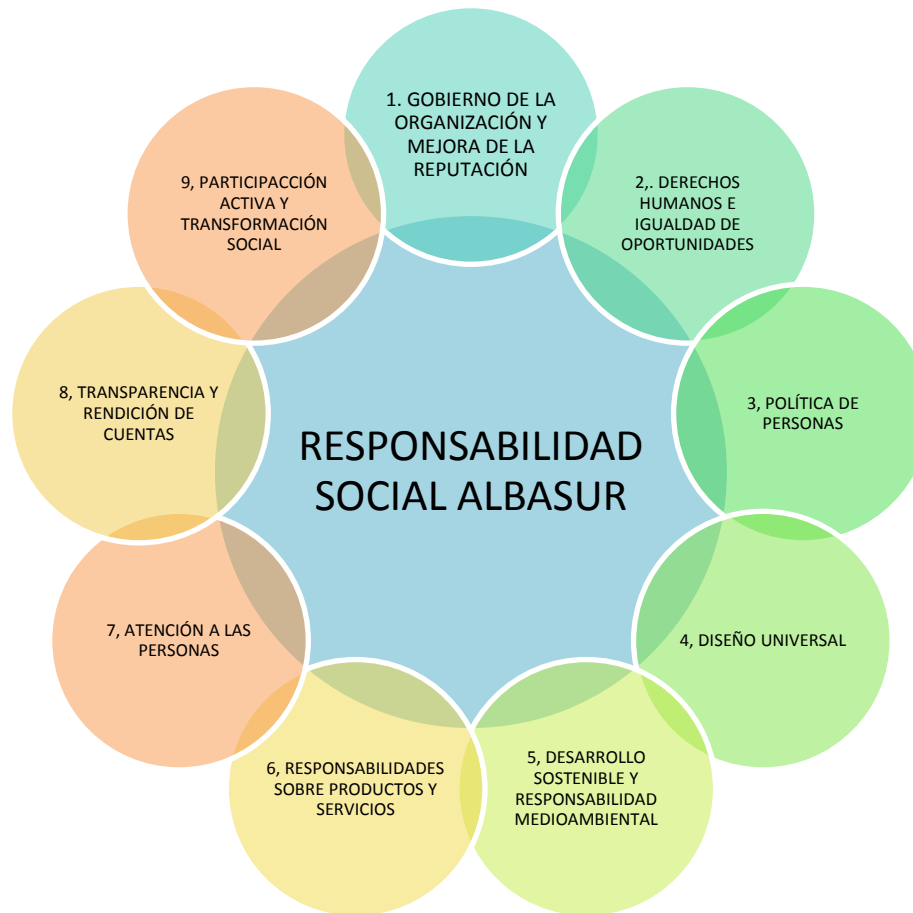 1. GOBIERNO DE LA
ORGANIZACIÓN Y
MEJORA DE LA
REPUTACIÓN
2,. DERECHOS
HUMANOS E
IGUALDAD DE
OPORTUNIDADES
3, POLÍTICA DE
PERSONAS
4, DISEÑO UNIVERSAL
5, DESARROLLO
SOSTENIBLE Y
RESPONSABILIDAD
MEDIOAMBIENTAL
6, RESPONSABILIDADES
SOBRE PRODUCTOS Y
SERVICIOS
7, ATENCIÓN A LAS
PERSONAS
8, TRANSPARENCIA Y
RENDICIÓN DE
CUENTAS
9, PARTICIPACCIÓN
ACTIVA Y
TRANSFORMACIÓN
SOCIAL
RESPONSABILIDAD
SOCIAL ALBASUR